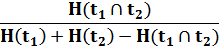 H(t₁ ∩ t₂)
H(t₁) + H(t₂) − H(t₁ ∩ t₂)